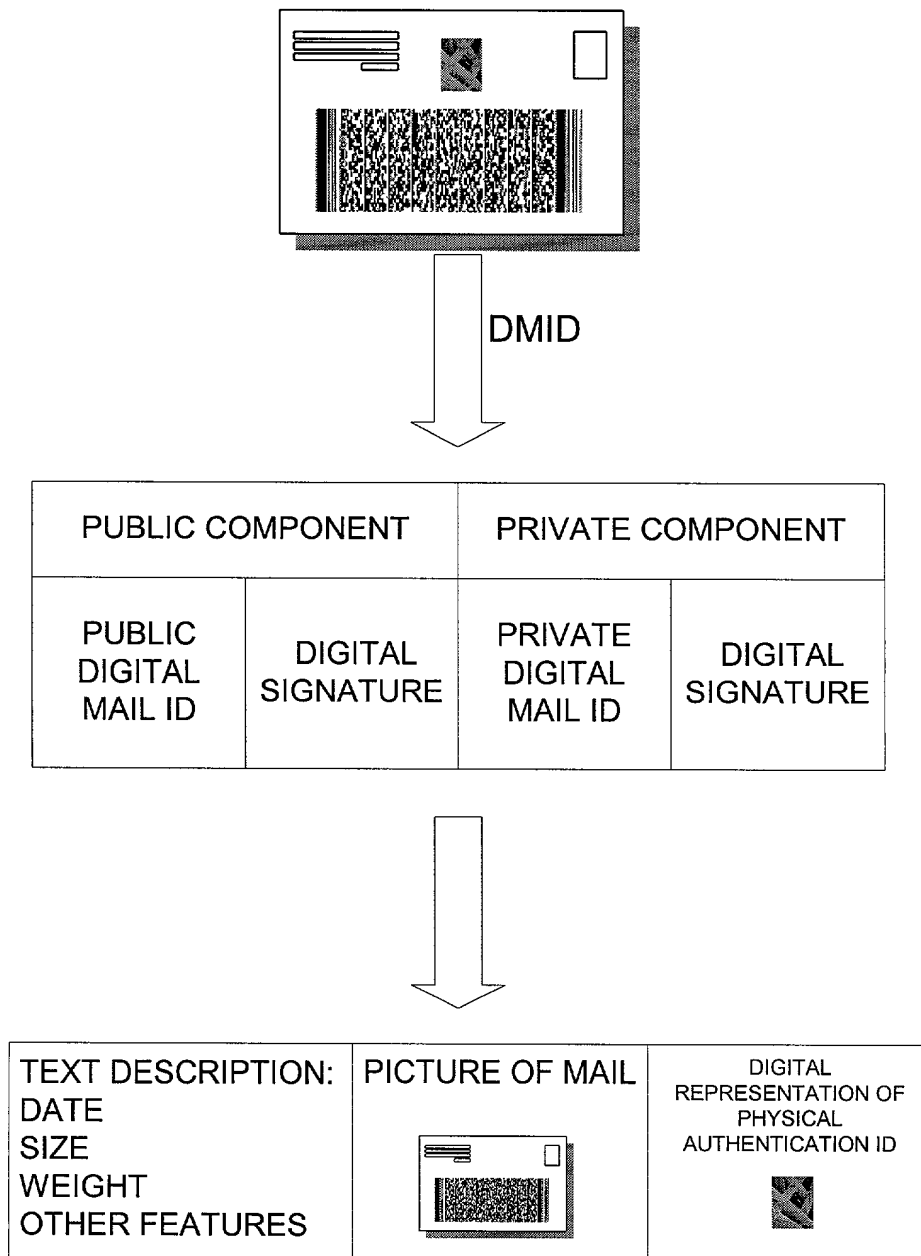 DMID
PUBLIC COMPONENT
PRIVATE COMPONENT
PUBLIC
DIGITAL
MAIL ID
DIGITAL
SIGNATURE
PRIVATE
DIGITAL
MAIL ID
DIGITAL
SIGNATURE
TEXT DESCRIPTION:
DATE
SIZE
WEIGHT
OTHER FEATURES
PICTURE OF MAIL
DIGITAL
REPRESENTATION OF
PHYSICAL
AUTHENTICATION ID